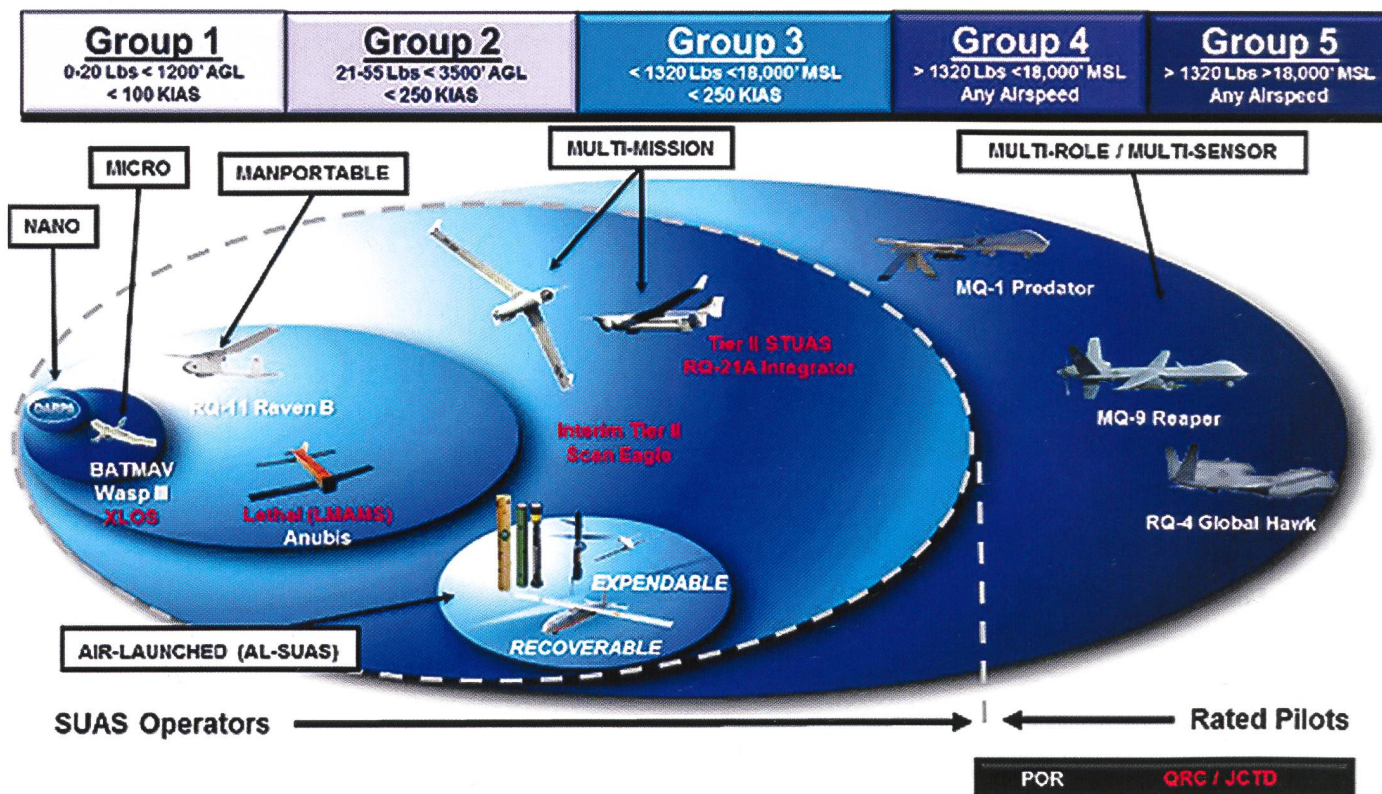 Group 1
0-20 Lbs < 1200' AGL
< 100 KIAS
Group 2
21-55 Lbs < 3500' AGL
< 250 KIAS
Group 3
< 1320 Lbs <18,000' MSL
< 250 KIAS
Group 4
> 1320 Lbs <18,000' MSL
Any Airspeed
Group 5
> 1320 Lbs >18,000' MSL
Any Airspeed
MULTI-MISSION
MULTI-ROLE / MULTI-SENSOR
MICRO
MANPORTABLE
NANO
MQ-1 Predator
Tier II STUAS
RQ-21A Integrator
DARPA
RQ-11 Raven B
MQ-9 Reaper
Interim Tier II
Scan Eagle
BATMAV
Wasp III
XLOS
Lethal (LMAMS)
Anubis
RQ-4 Global Hawk
EXPENDABLE
RECOVERABLE
AIR-LAUNCHED (AL-SUAS)
SUAS Operators
Rated Pilots
POR QRC / JCTD